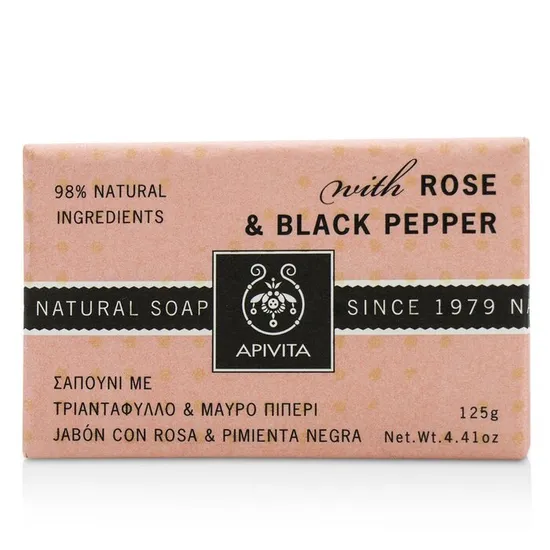 98% NATURAL
INGREDIENTS
with ROSE
& BLACK PEPPER
NATURAL SOAP
SINCE 1979 NA
APIVITA
ΣΑΠΟΥΝΙ ΜΕ
ΤΡΙΑΝΤΑΦΥΛΛΟ & ΜΑΥΡΟ ΠΙΠΕΡΙ
JABÓN CON ROSA & PIMIENTA NEGRA
125g
Net.Wt.4.41oz